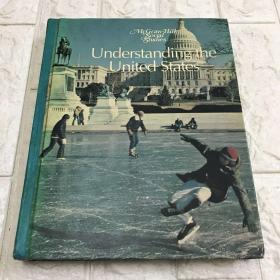 McGraw-Hill
Social
Studies
Understanding the
United States